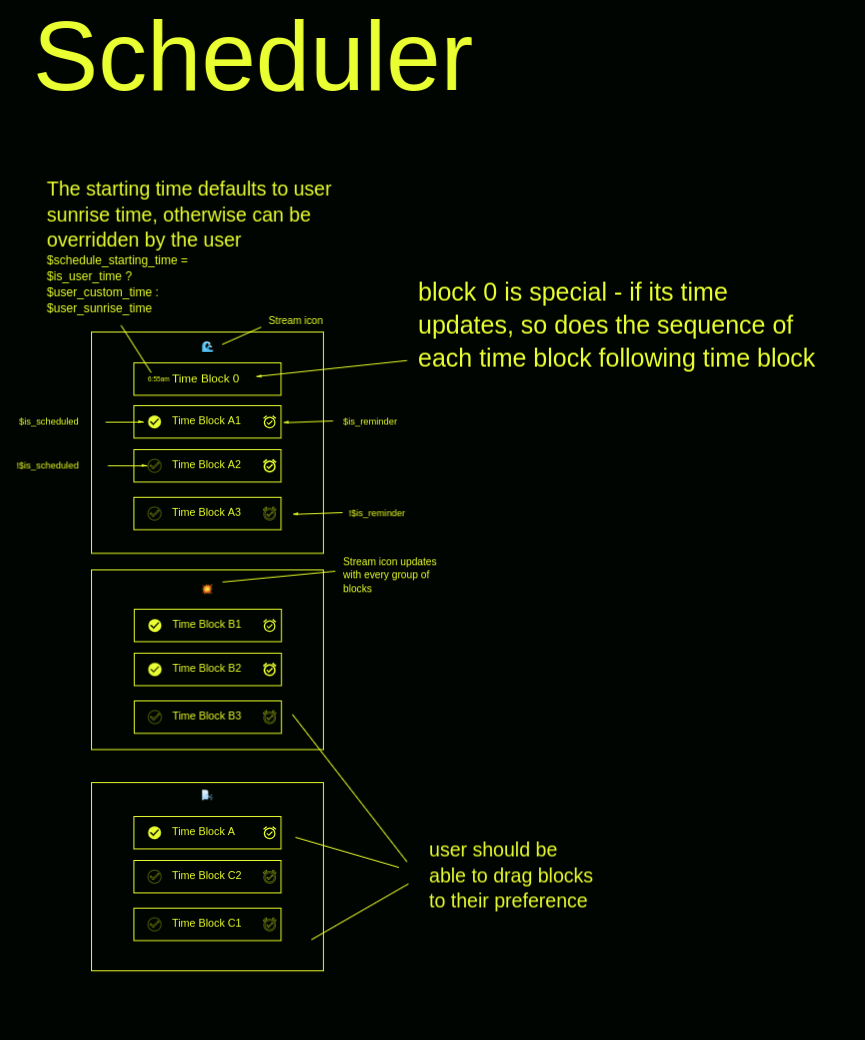 Scheduler
The starting time defaults to user
sunrise time, otherwise can be
overridden by the user
$schedule_starting_time =
$is_user_time ?
$user_custom_time :
$user_sunrise_time
block 0 is special - if its time
updates, so does the sequence of
each time block following time block
Stream icon
6:55am Time Block 0
$is_scheduled
Time Block A1
$is_reminder
!$is_scheduled
Time Block A2
Time Block A3
!$is_reminder
Stream icon updates
with every group of
blocks
Time Block B1
Time Block B2
Time Block B3
Time Block A
Time Block C2
Time Block C1
user should be
able to drag blocks
to their preference